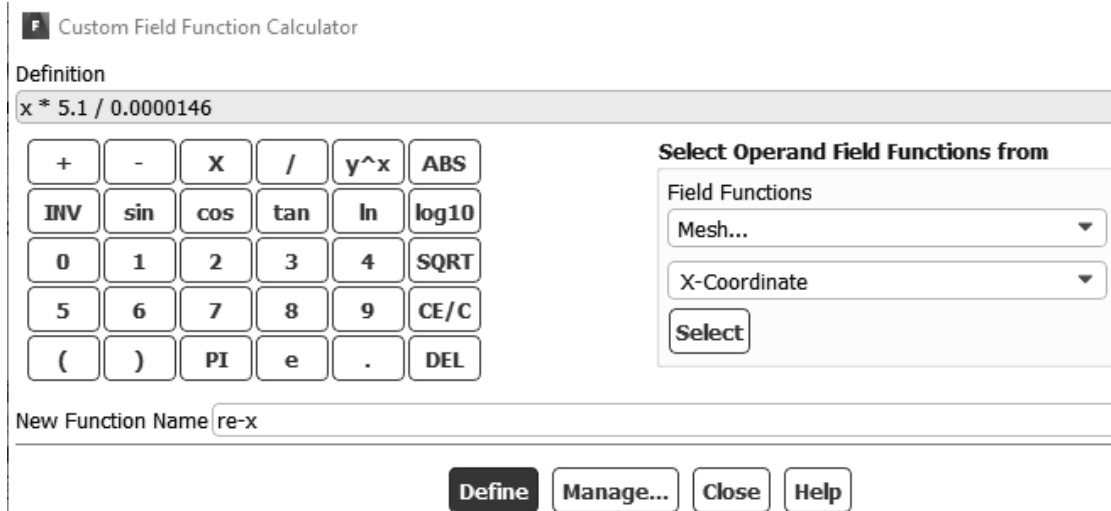 F Custom Field Function Calculator
Definition
x * 5.1 / 0.0000146
+ - X / y^x ABS
INV sin cos tan ln log10
0 1 2 3 4 SQRT
5 6 7 8 9 CE/C
( ) PI e . DEL
Select Operand Field Functions from
Field Functions
Mesh...
X-Coordinate
Select
New Function Name re-x
Define Manage... Close Help